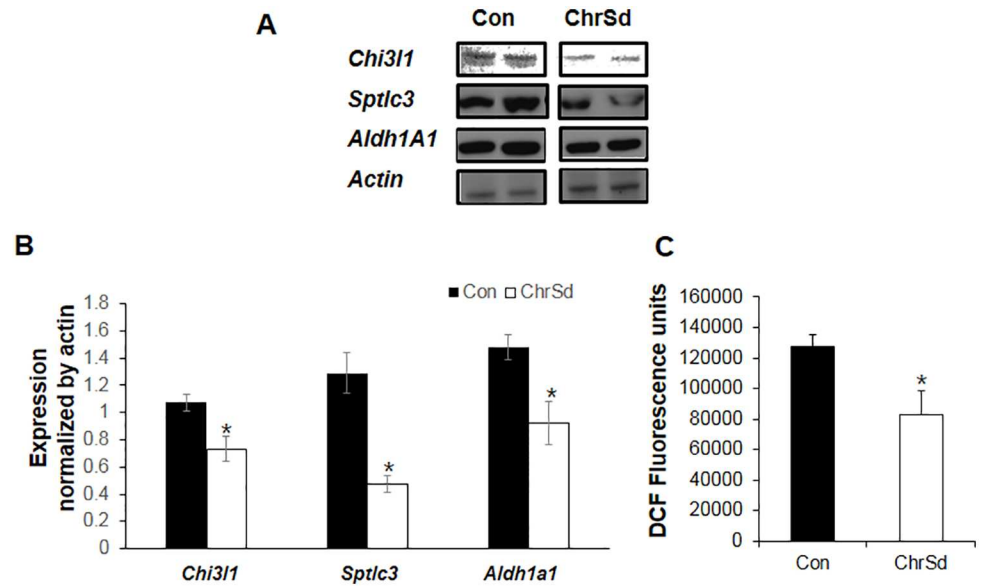 A
Con ChrSd
Chi3l1
Sptlc3
Aldh1A1
Actin
B
Con ChrSd
Expression
normalized by actin
1.8
1.6
1.4
1.2
1
0.8
0.6
0.4
0.2
0
*
*
*
Chi3l1 Sptlc3 Aldh1a1
C
DCF Fluorescence units
160000
140000
120000
100000
80000
60000
40000
20000
0
*
Con ChrSd